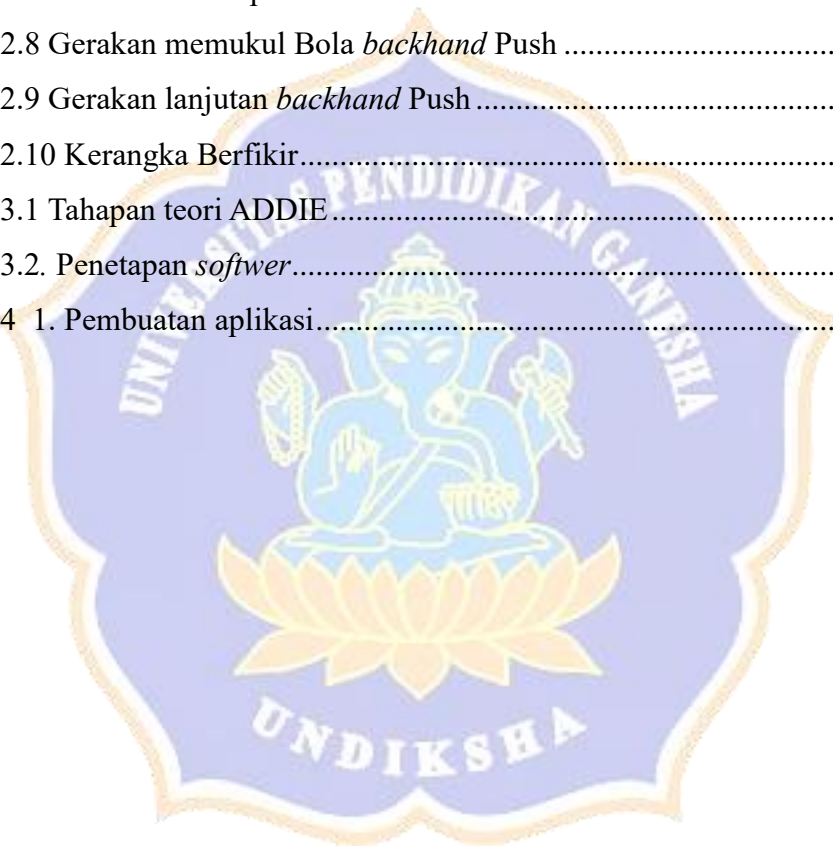 2.8 Gerakan memukul Bola backhand Push ................................
2.9 Gerakan lanjutan backhand Push ..........................................
2.10 Kerangka Berfikir.................................................................
3.1 Tahapan teori ADDIE.............................................................
3.2. Penetapan softwer..................................................................
4 1. Pembuatan aplikasi................................................................
UNIVERSITAS PENDIDIKAN GANESHA
UNDIKSHA